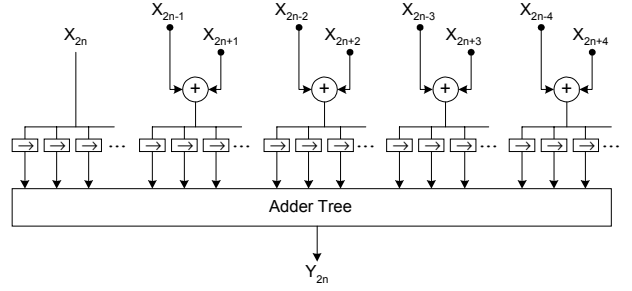 X2n
X2n-1
X2n+1
X2n-2
X2n+2
X2n-3
X2n+3
X2n-4
X2n+4
+ + + +
... ... ... ... ...
Adder Tree
Y2n